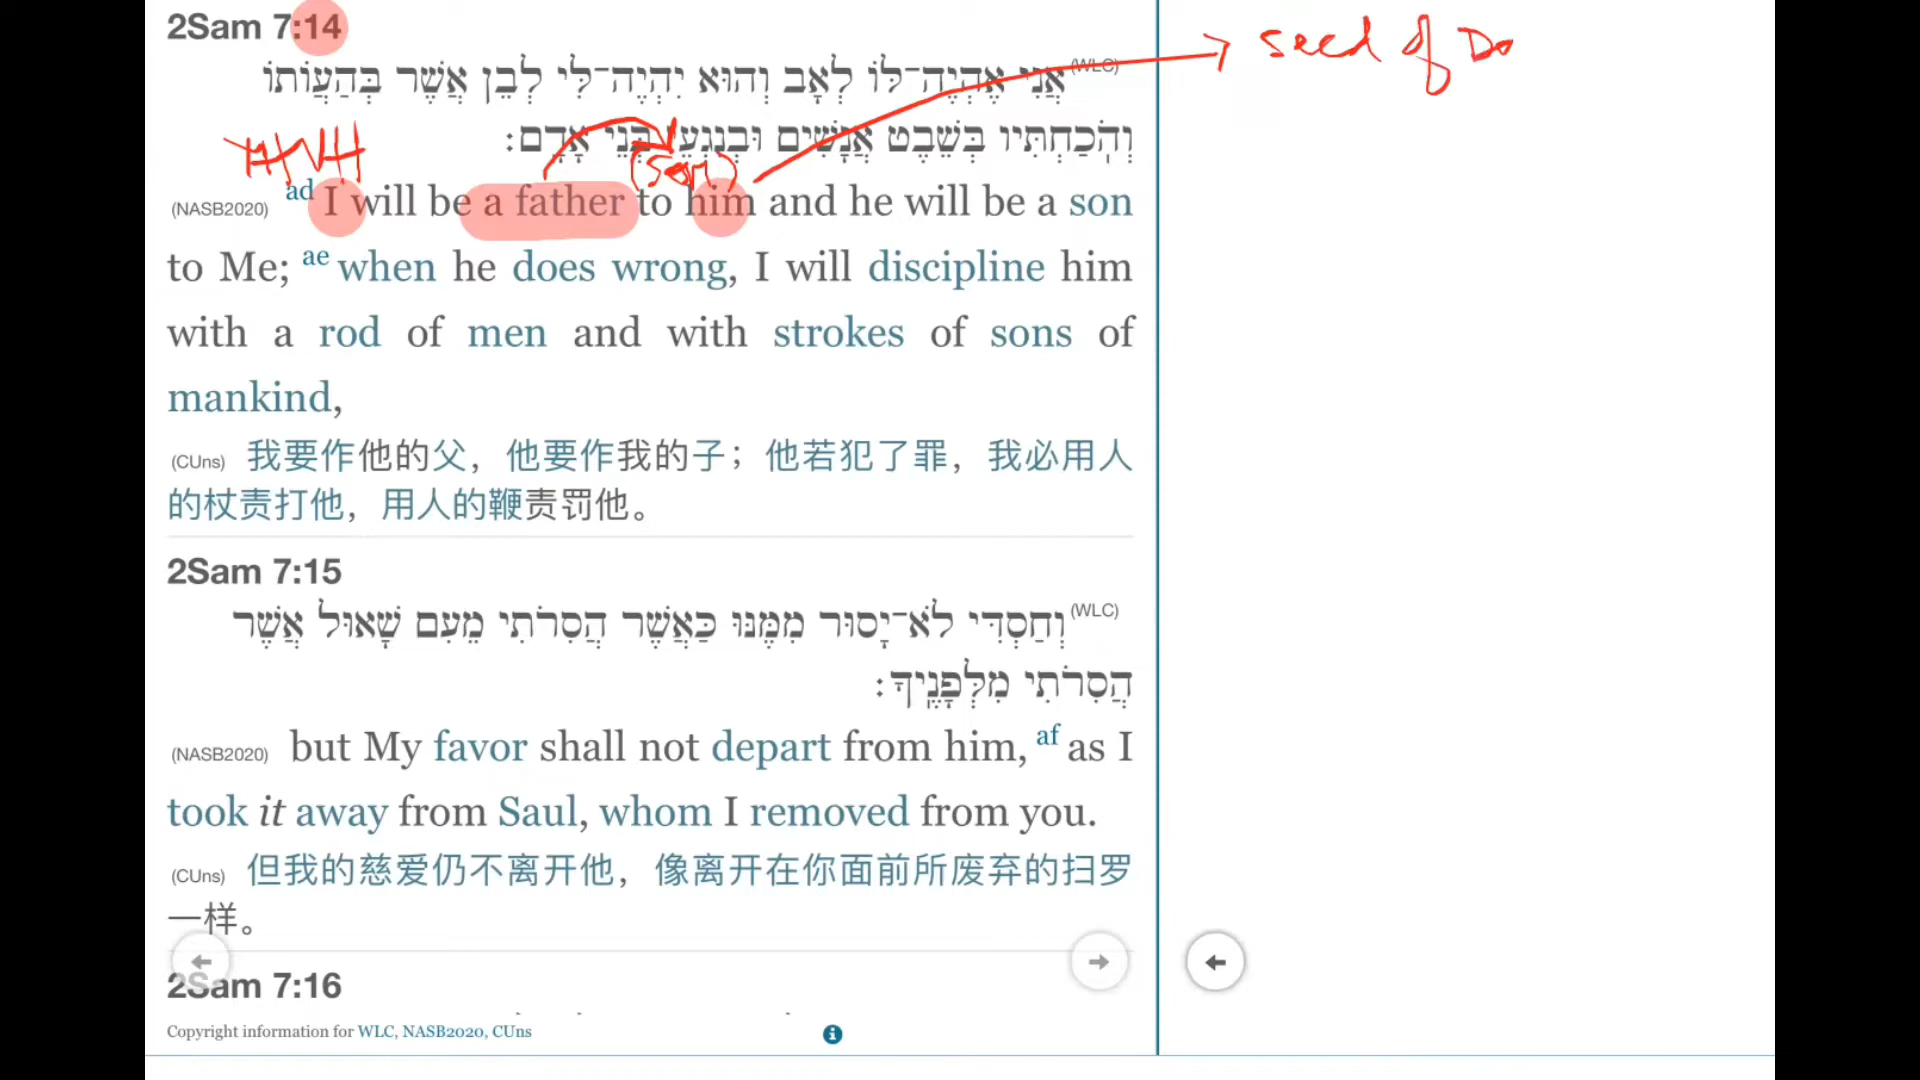 2Sam 7:14
seed of Do
(WLC) אֲנִי אֶהְיֶה־לּוֹ לְאָב וְהוּא יִהְיֶה־לִּי לְבֵן אֲשֶׁר בְּהַעֲוֺתוֹ
וְהֹכַחְתִּיו בְּשֵׁבֶט אֲנָשִׁים וּבְנִגְעֵי בְּנֵי אָדָם׃
YHVH
(Son)
(NASB2020) ad I will be a father to him and he will be a son
to Me; ae when he does wrong, I will discipline him
with a rod of men and with strokes of sons of
mankind,
(CUns) 我要作他的父，他要作我的子；他若犯了罪，我必用人
的杖责打他，用人的鞭责罚他。
2Sam 7:15
(WLC) וְחַסְדִּי לֹא־יָסוּר מִמֶּנּוּ כַּאֲשֶׁר הֲסִרֹתִי מֵעִם שָׁאוּל אֲשֶׁר
הֲסִרֹתִי מִלְּפָנֶיךָ׃
(NASB2020) but My favor shall not depart from him, af as I
took it away from Saul, whom I removed from you.
(CUns) 但我的慈爱仍不离开他，像离开在你面前所废弃的扫罗
一样。
2Sam 7:16
Copyright information for WLC, NASB2020, CUns